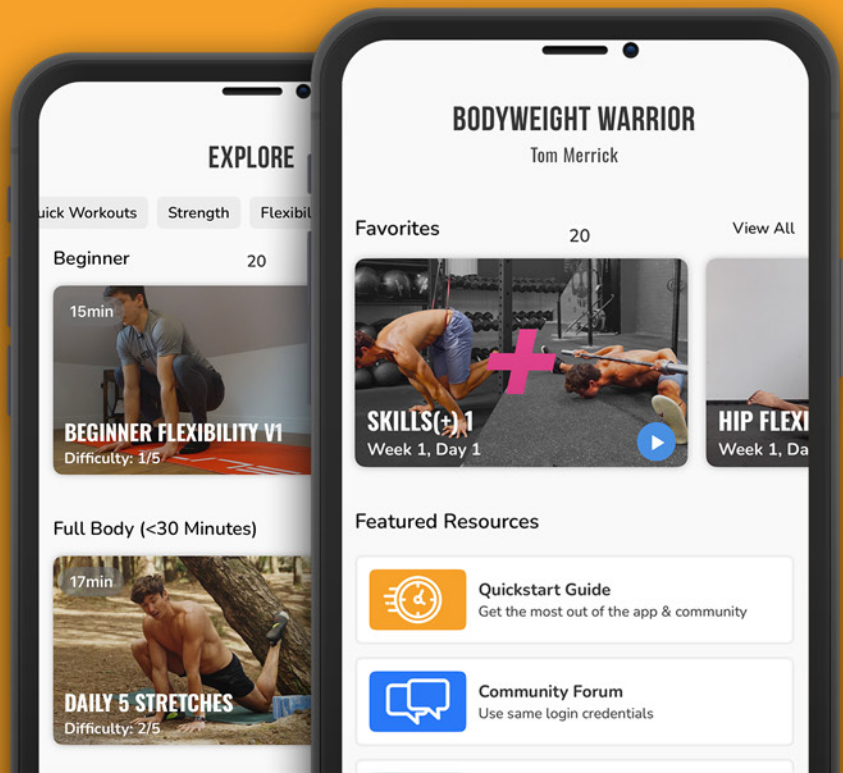 EXPLORE
uick Workouts
Strength
Flexibil
Beginner
20
15min
BEGINNER FLEXIBILITY V1
Difficulty: 1/5
Full Body (<30 Minutes)
17min
DAILY 5 STRETCHES
Difficulty: 2/5
BODYWEIGHT WARRIOR
Tom Merrick
Favorites
20
View All
SKILLS(+) 1
Week 1, Day 1
HIP FLEXI
Week 1, Da
Featured Resources
Quickstart Guide
Get the most out of the app & community
Community Forum
Use same login credentials